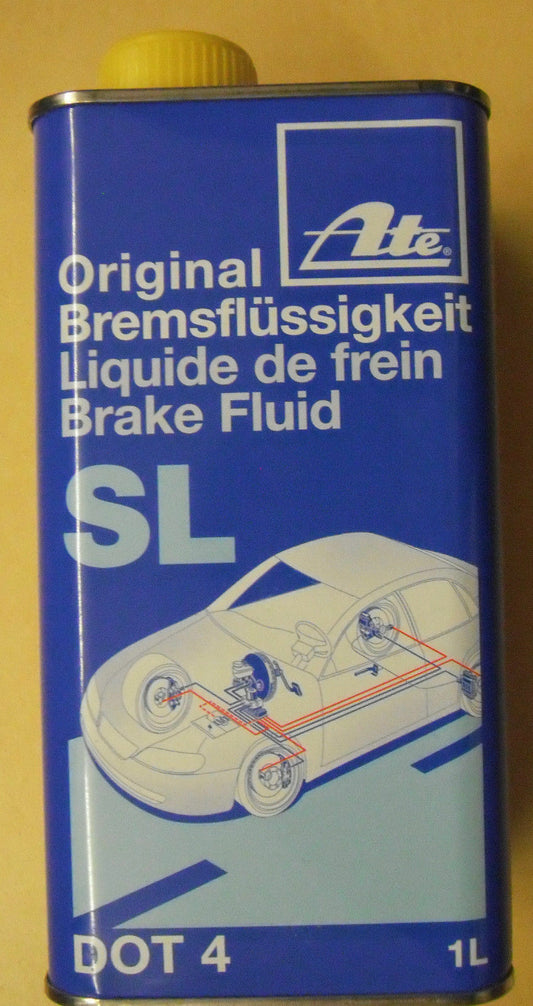 Ate®
Original
Bremsflüssigkeit
Liquide de frein
Brake Fluid
SL
DOT 4
1L